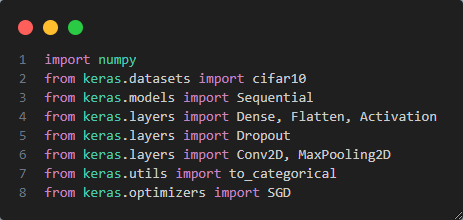 1 import numpy
2 from keras.datasets import cifar10
3 from keras.models import Sequential
4 from keras.layers import Dense, Flatten, Activation
5 from keras.layers import Dropout
6 from keras.layers import Conv2D, MaxPooling2D
7 from keras.utils import to_categorical
8 from keras.optimizers import SGD